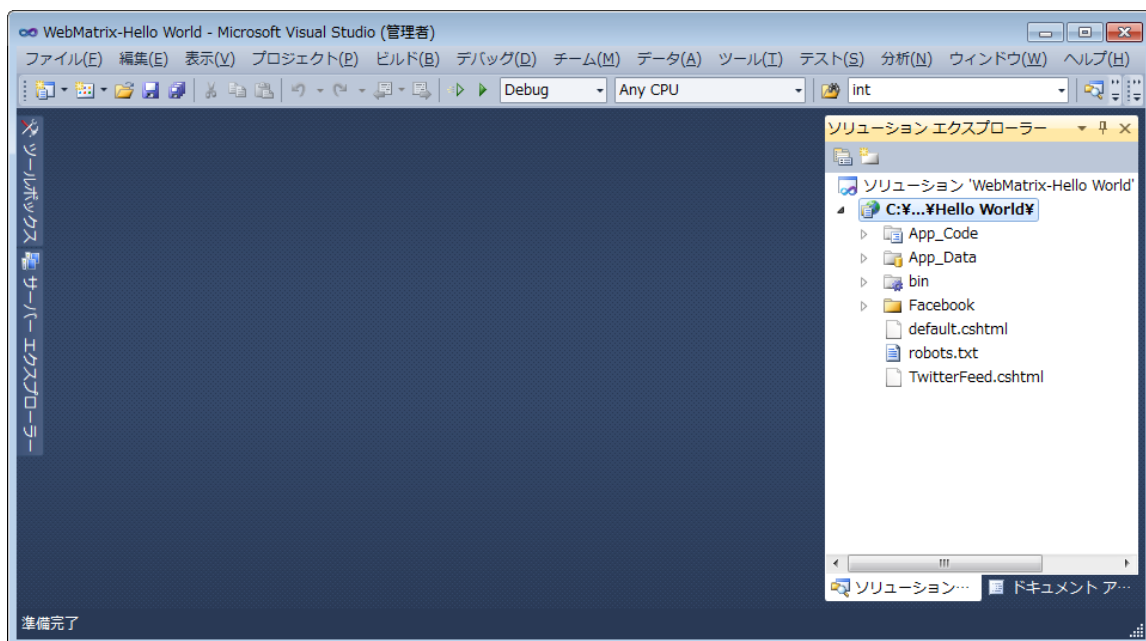 WebMatrix-Hello World - Microsoft Visual Studio (管理者)
ファイル(F) 編集(E) 表示(V) プロジェクト(P) ビルド(B) デバッグ(D) チーム(M) データ(A) ツール(T) テスト(S) 分析(N) ウィンドウ(W) ヘルプ(H)
Debug Any CPU int
ツールボックス
サーバー エクスプローラー
ソリューション エクスプローラー
ソリューション 'WebMatrix-Hello World'
C:¥...¥Hello World¥
App_Code
App_Data
bin
Facebook
default.cshtml
robots.txt
TwitterFeed.cshtml
ソリューション… ドキュメント ア…
準備完了